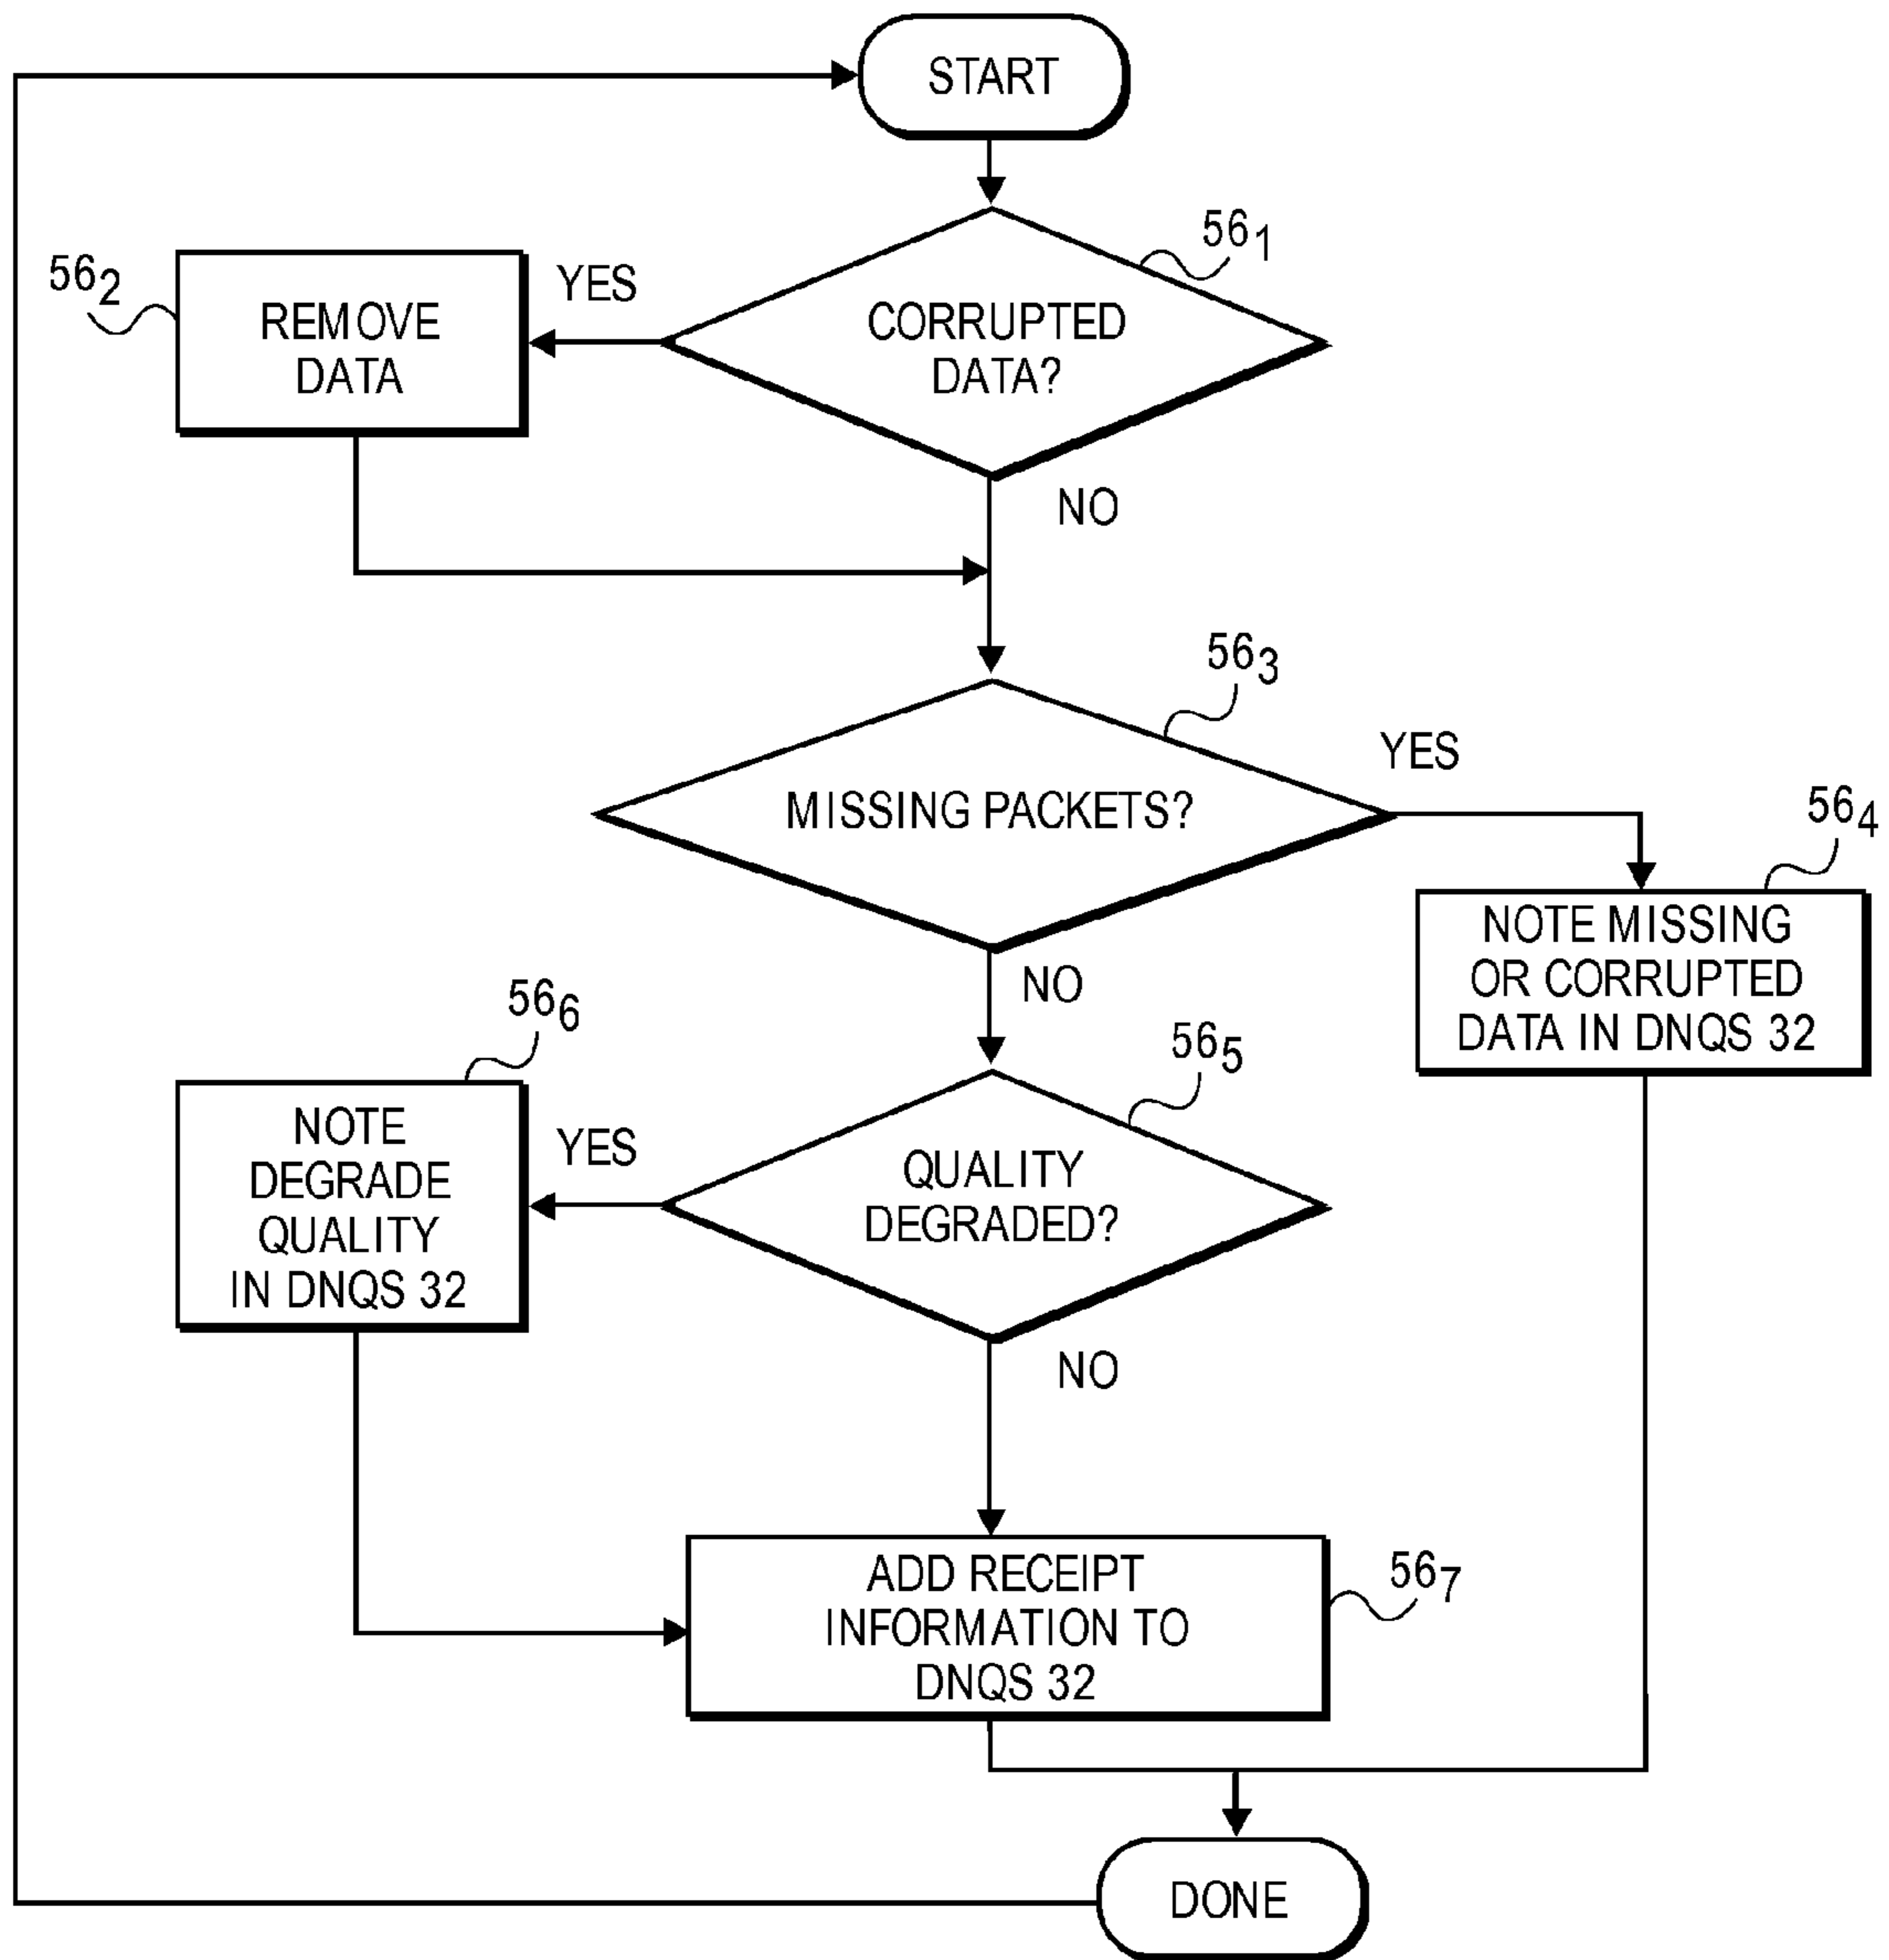 START
56₁
56₂
YES
REMOVE
DATA
CORRUPTED
DATA?
NO
56₃
YES
MISSING PACKETS?
56₄
NOTE MISSING
OR CORRUPTED
DATA IN DNQS 32
NO
56₆
56₅
NOTE
DEGRADE
QUALITY
IN DNQS 32
YES
QUALITY
DEGRADED?
NO
ADD RECEIPT
INFORMATION TO
DNQS 32
56₇
DONE